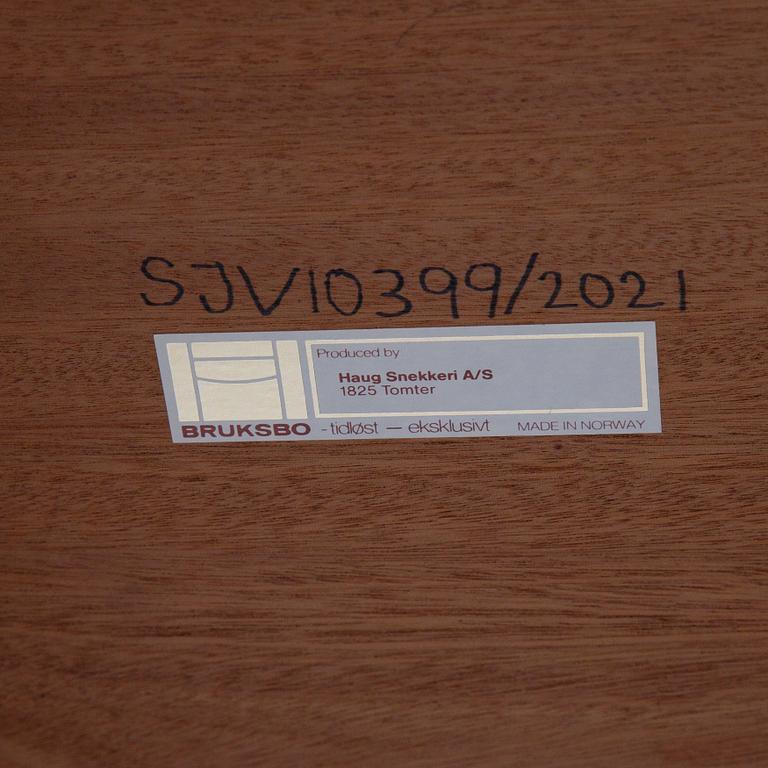 SJV10399/2021
Produced by
Haug Snekkeri A/S
1825 Tomter
BRUKSBO - tidløst — eksklusivt MADE IN NORWAY